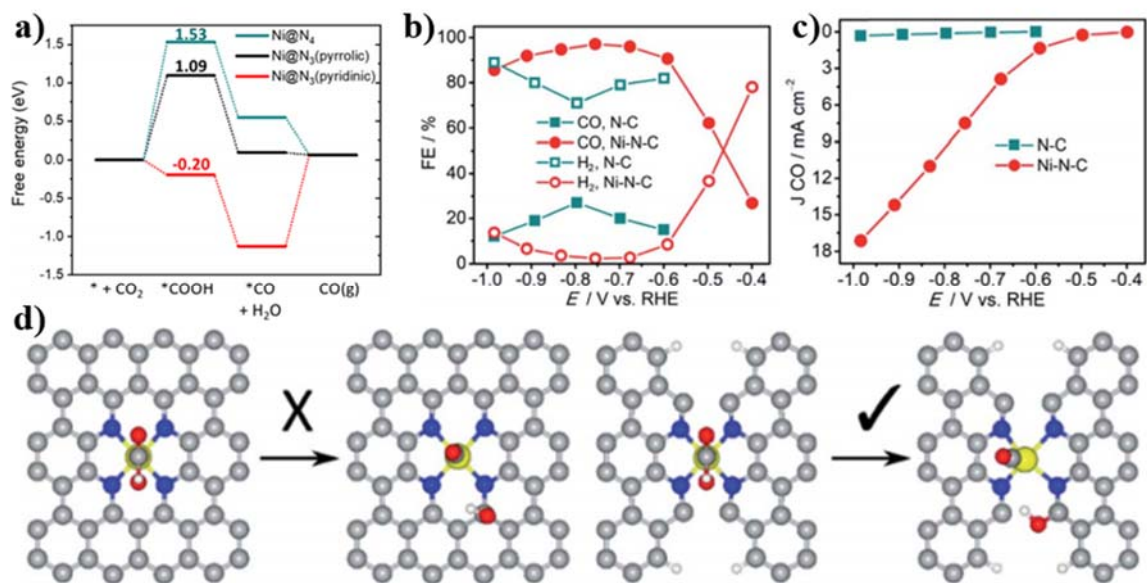 a)
1.5
1.0
0.5
0.0
-0.5
-1.0
-1.5
Free energy (eV)
1.53
1.09
-0.20
Ni@N₄
Ni@N₃(pyrrolic)
Ni@N₃(pyridinic)
* + CO₂
*COOH
*CO
+ H₂O
CO(g)
b)
100
80
60
40
20
0
FE / %
CO, N-C
CO, Ni-N-C
H₂, N-C
H₂, Ni-N-C
-1.0 -0.9 -0.8 -0.7 -0.6 -0.5 -0.4
E / V vs. RHE
c)
0
3
6
9
12
15
18
J CO / mA cm⁻²
N-C
Ni-N-C
-1.0 -0.9 -0.8 -0.7 -0.6 -0.5 -0.4
E / V vs. RHE
d)
X
✓